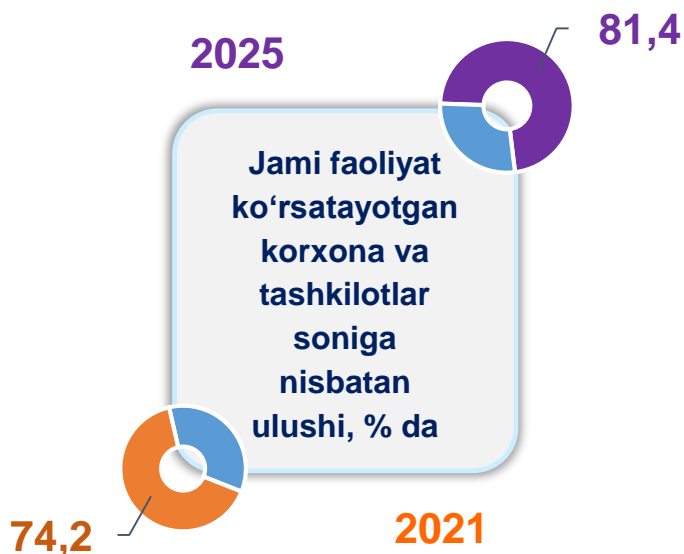 2025
81,4
Jami faoliyat
ko‘rsatayotgan
korxona va
tashkilotlar
soniga
nisbatan
ulushi, % da
74,2
2021